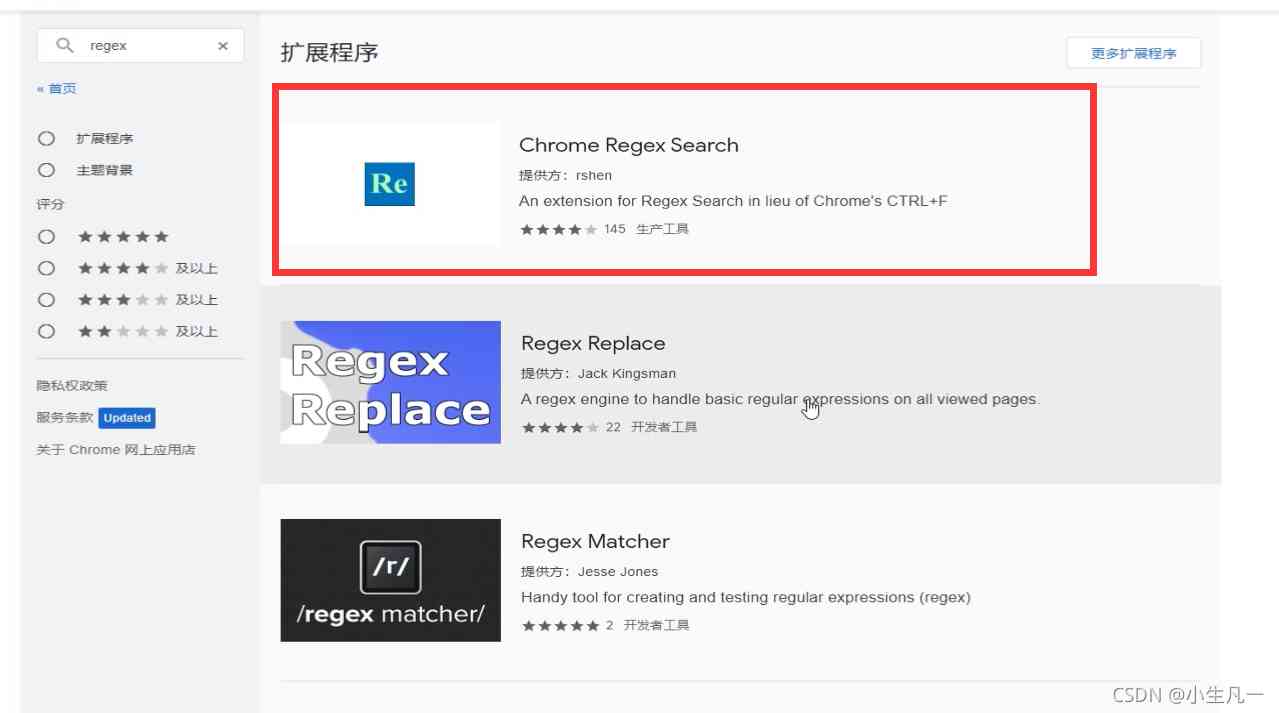 regex
« 首页
扩展程序
主题背景
评分
及以上
及以上
及以上
隐私权政策
服务条款 Updated
关于 Chrome 网上应用店
扩展程序
更多扩展程序
Re
Chrome Regex Search
提供方：rshen
An extension for Regex Search in lieu of Chrome's CTRL+F
145 生产工具
Regex
Replace
Regex Replace
提供方：Jack Kingsman
A regex engine to handle basic regular expressions on all viewed pages.
22 开发者工具
/r/
/regex matcher/
Regex Matcher
提供方：Jesse Jones
Handy tool for creating and testing regular expressions (regex)
2 开发者工具
CSDN @小生凡一